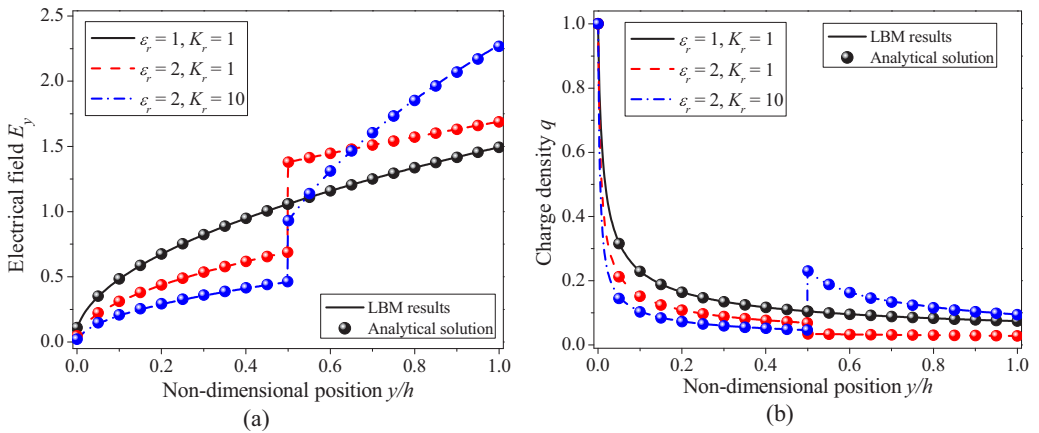 2.5
2.0
1.5
1.0
0.5
0.0
Electrical field E_y
ε_r = 1, K_r = 1
ε_r = 2, K_r = 1
ε_r = 2, K_r = 10
LBM results
Analytical solution
0.0 0.2 0.4 0.6 0.8 1.0
Non-dimensional position y/h
(a)
1.0
0.8
0.6
0.4
0.2
0.0
Charge density q
ε_r = 1, K_r = 1
ε_r = 2, K_r = 1
ε_r = 2, K_r = 10
LBM results
Analytical solution
0.0 0.2 0.4 0.6 0.8 1.0
Non-dimensional position y/h
(b)